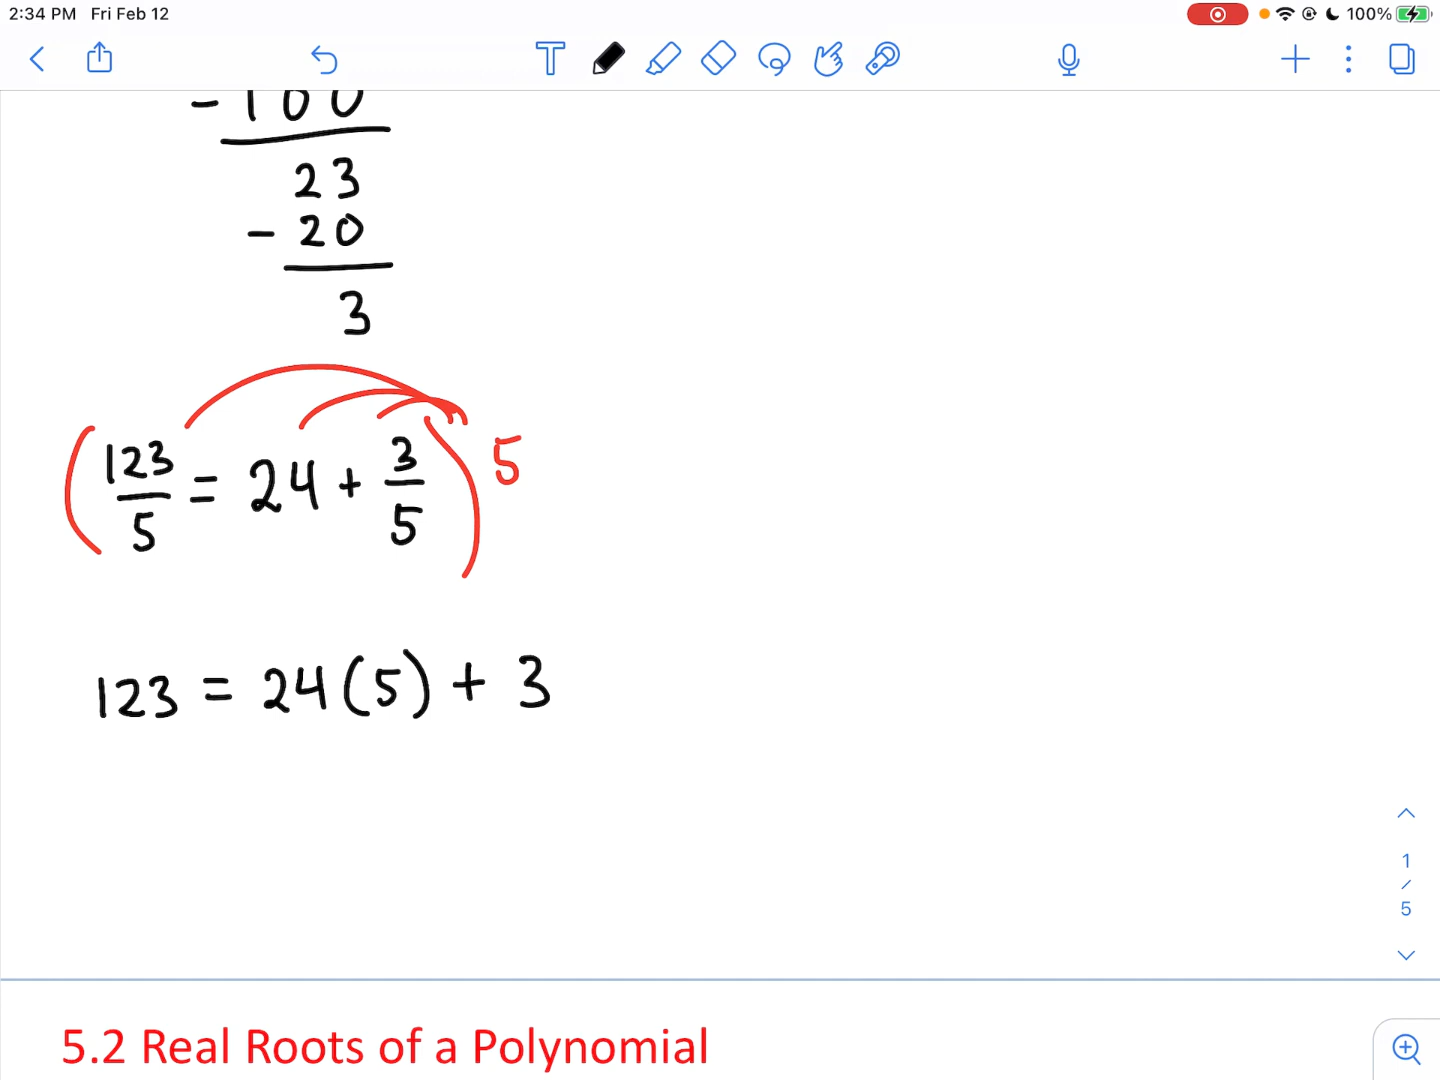 2:34 PM Fri Feb 12 100%
T
- 100
23
- 20
3
(123/5 = 24 + 3/5) 5
123 = 24(5) + 3
1
/
5
5.2 Real Roots of a Polynomial